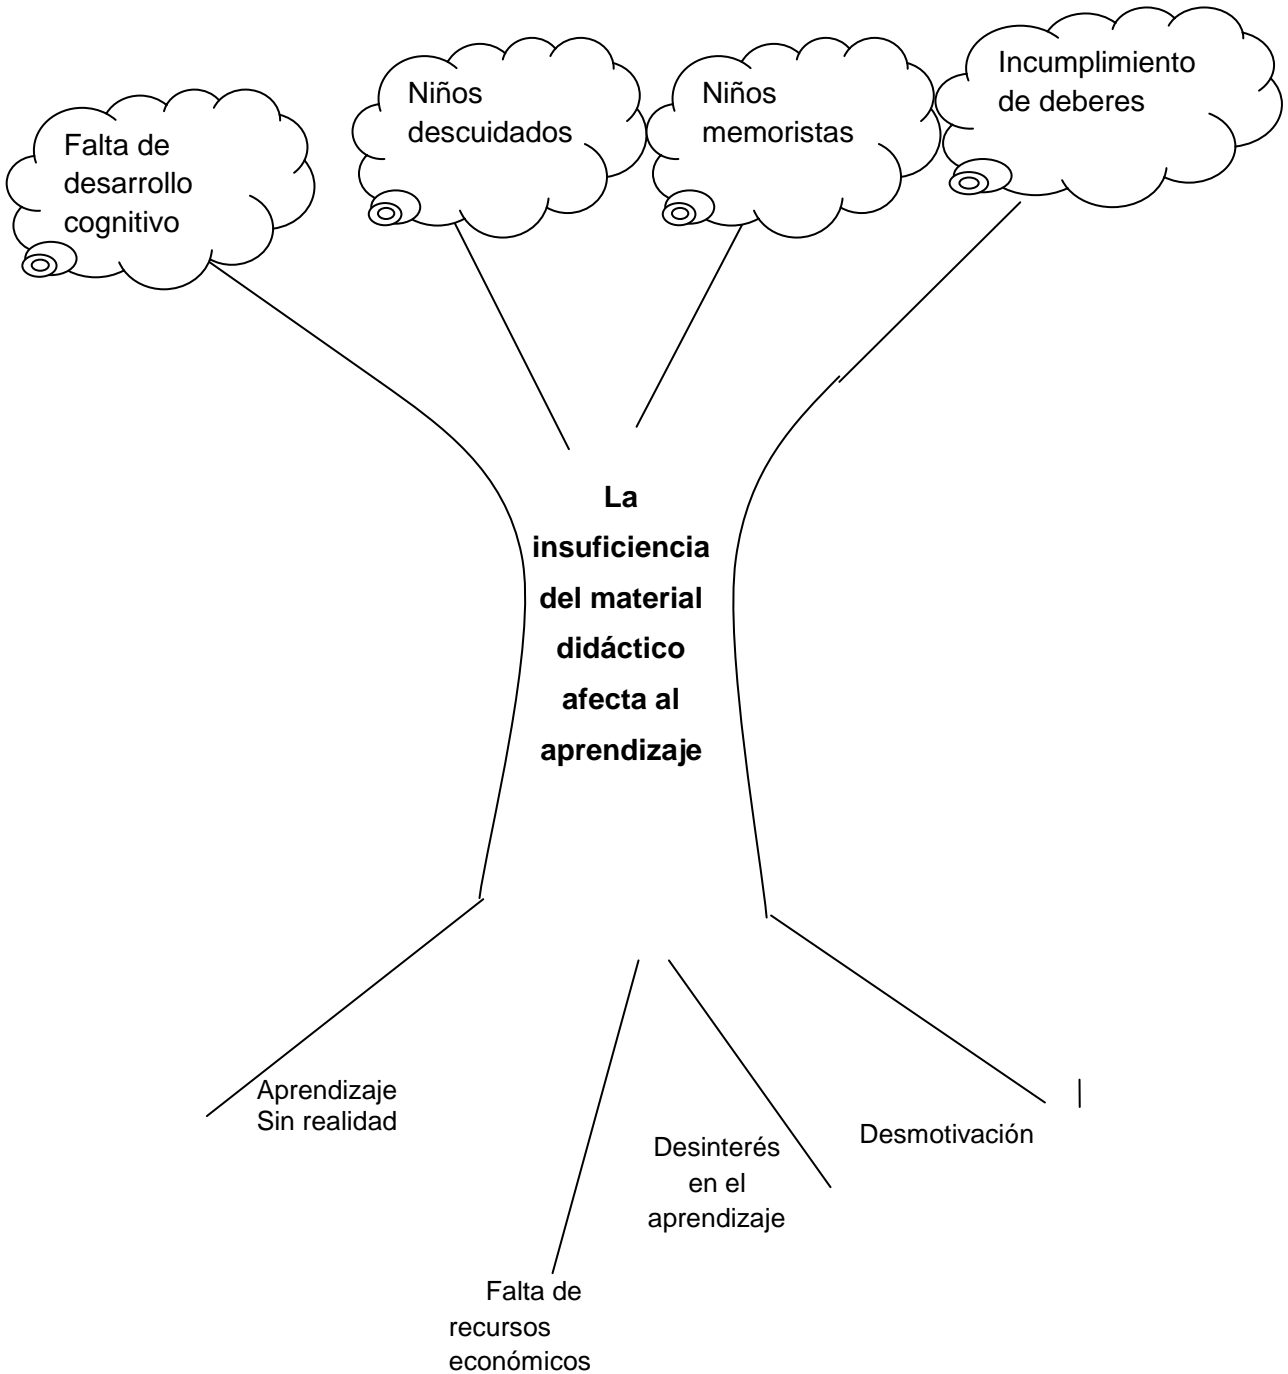 Falta de
desarrollo
cognitivo
Niños
descuidados
Niños
memoristas
Incumplimiento
de deberes
La
insuficiencia
del material
didáctico
afecta al
aprendizaje
Aprendizaje
Sin realidad
Falta de
recursos
económicos
Desinterés
en el
aprendizaje
Desmotivación